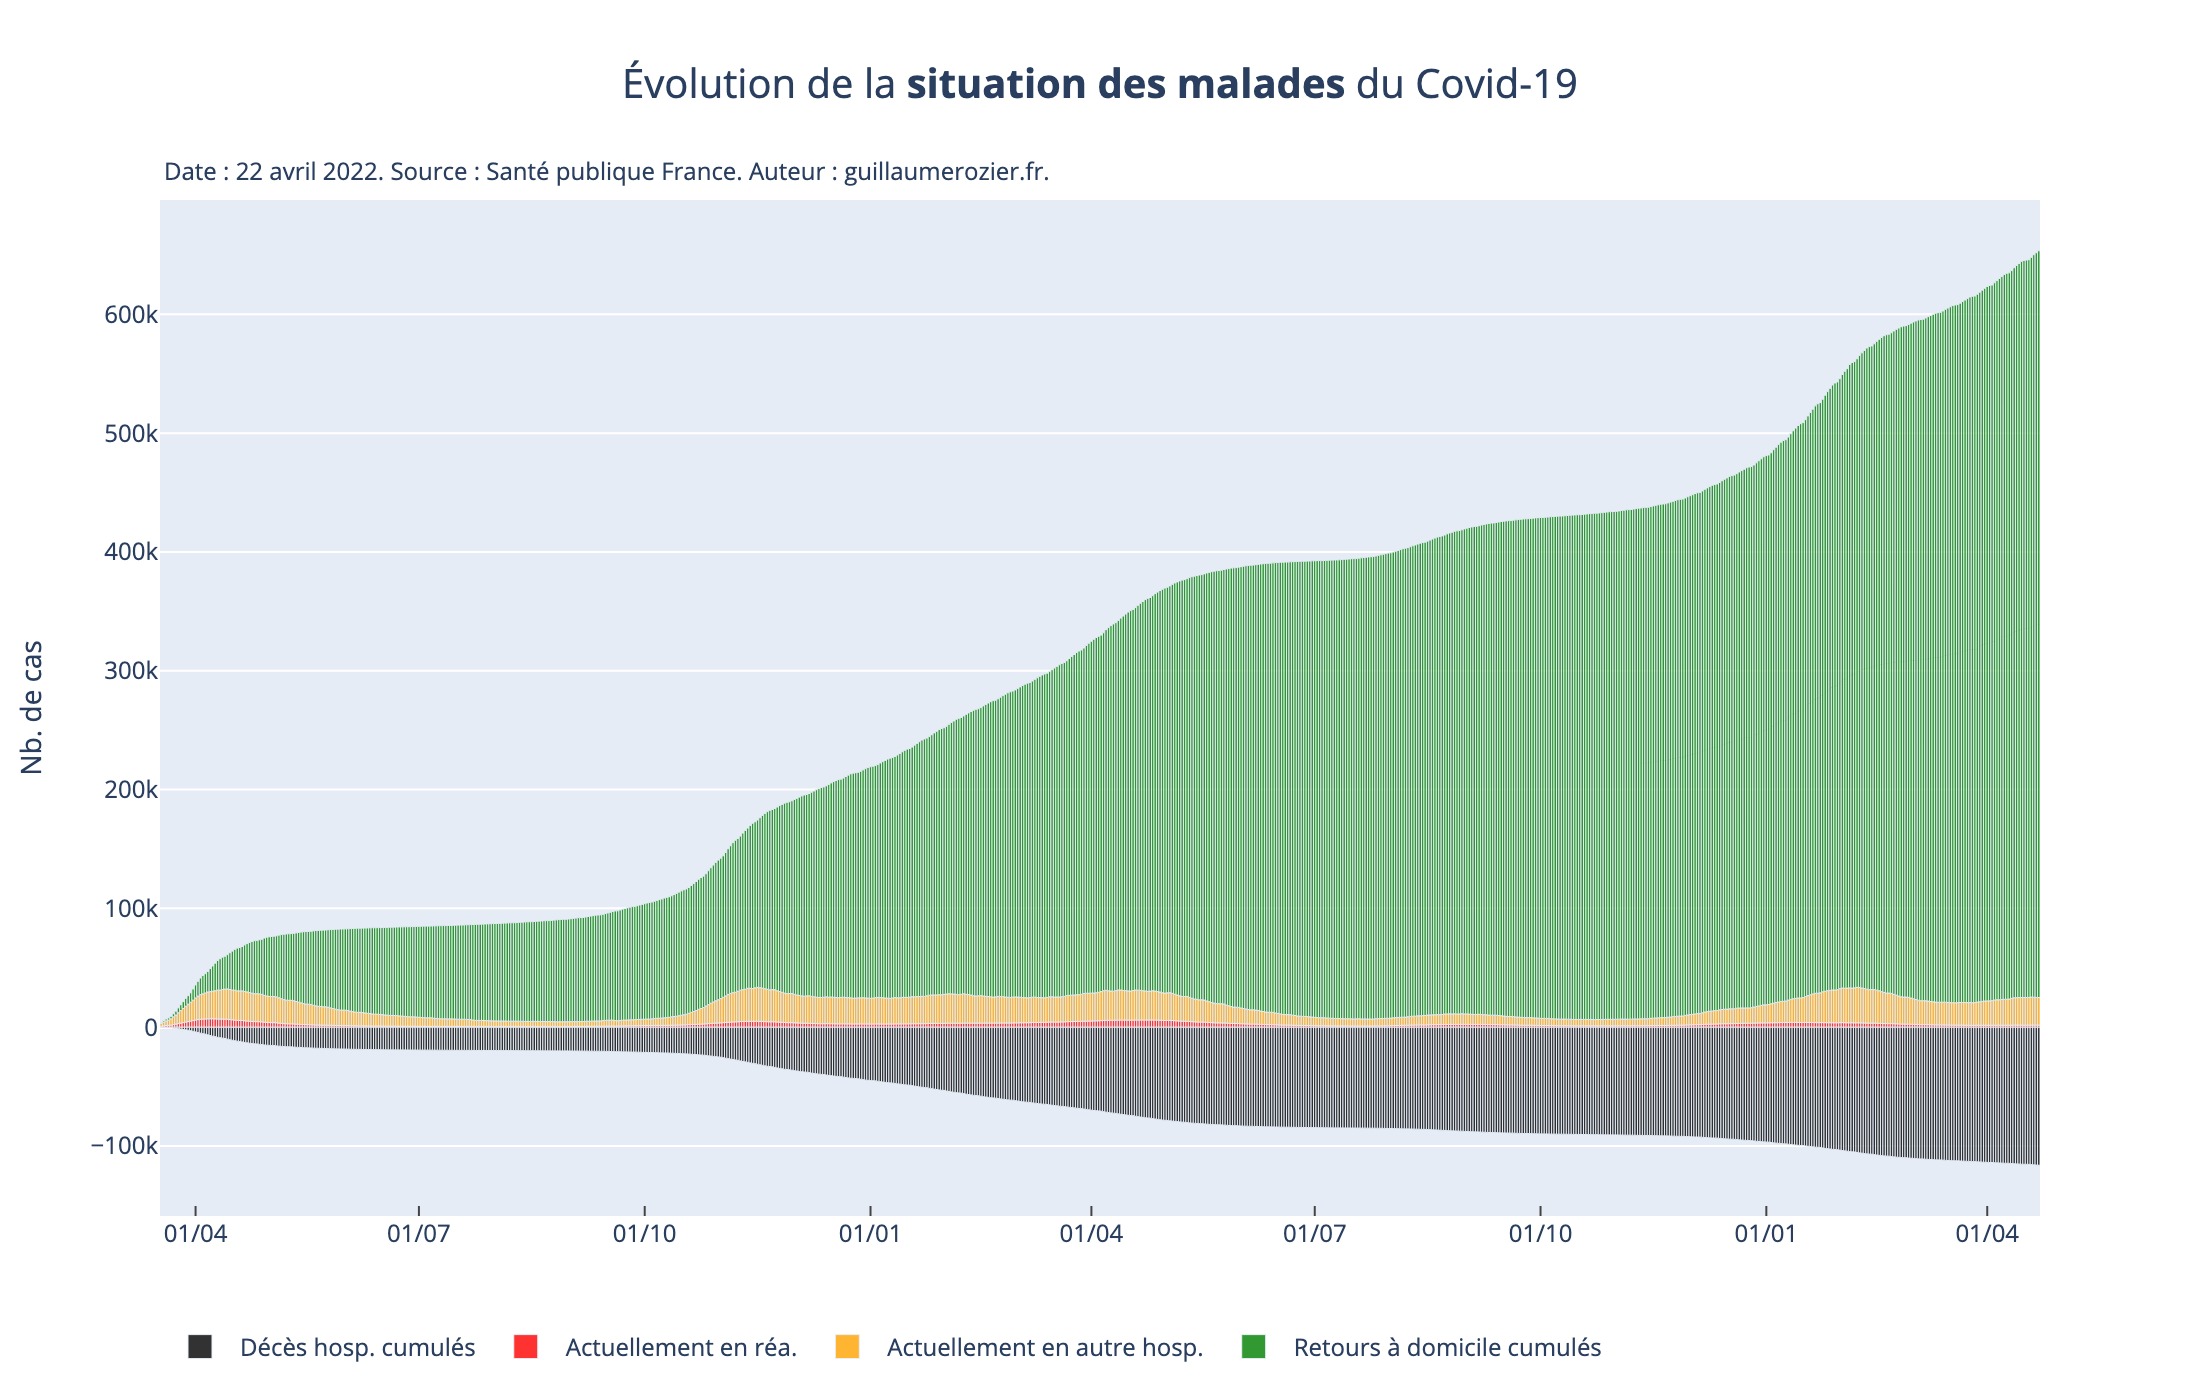 Évolution de la situation des malades du Covid-19
Date : 22 avril 2022. Source : Santé publique France. Auteur : guillaumerozier.fr.
Nb. de cas
600k
500k
400k
300k
200k
100k
0
−100k
01/04 01/07 01/10 01/01 01/04 01/07 01/10 01/01 01/04
Décès hosp. cumulés Actuellement en réa. Actuellement en autre hosp. Retours à domicile cumulés